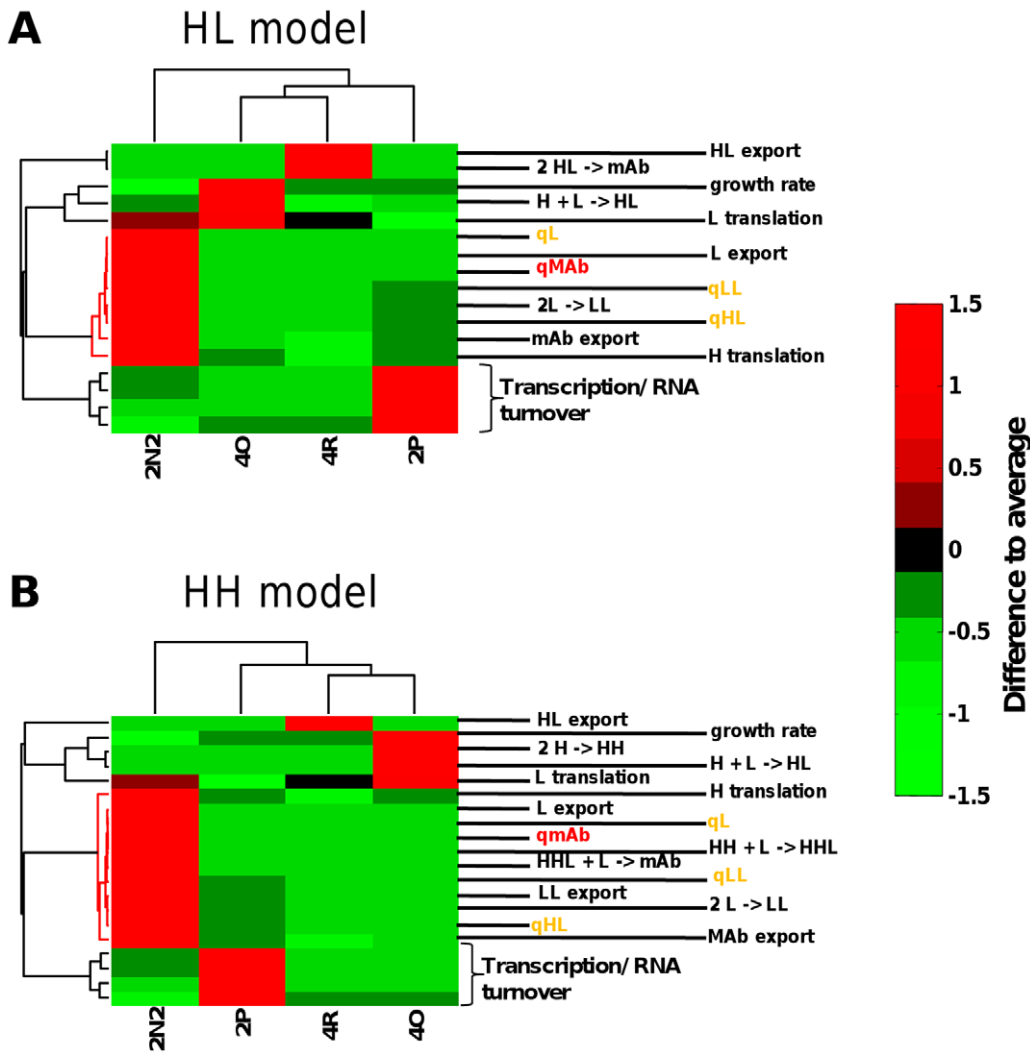 A
HL model
HL export
2 HL -> mAb
growth rate
H + L -> HL
L translation
qL
L export
qMAb
qLL
2L -> LL
qHL
mAb export
H translation
Transcription/ RNA
turnover
2N2
4O
4R
2P
1.5
1
0.5
0
-0.5
-1
-1.5
Difference to average
B
HH model
HL export
growth rate
2 H -> HH
H + L -> HL
L translation
H translation
L export
qL
qmAb
HH + L -> HHL
HHL + L -> mAb
qLL
LL export
2 L -> LL
qHL
MAb export
Transcription/ RNA
turnover
2N2
2P
4R
4O